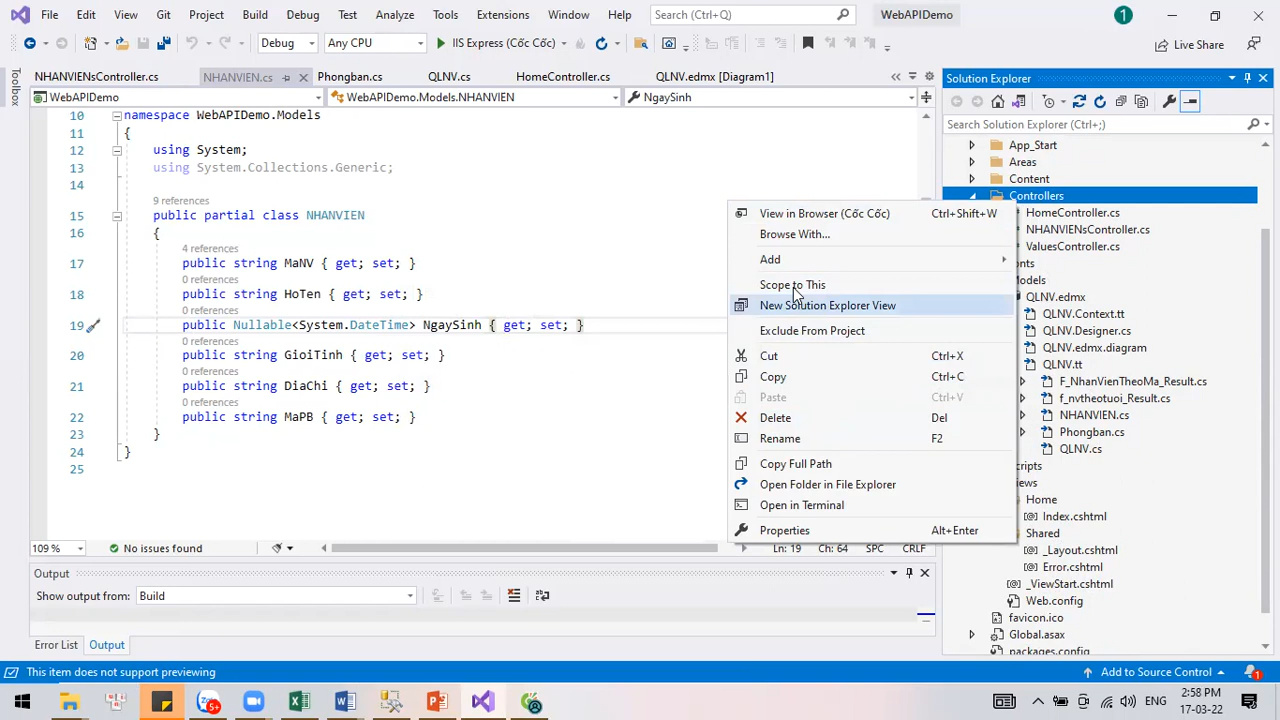 File Edit View Git Project Build Debug Test Analyze Tools Extensions Window Help Search (Ctrl+Q) WebAPIDemo 1
Debug Any CPU IIS Express (Cốc Cốc) Live Share
NHANVIENsController.cs NHANVIEN.cs Phongban.cs QLNV.cs HomeController.cs QLNV.edmx [Diagram1]
WebAPIDemo WebAPIDemo.Models.NHANVIEN NgaySinh
Toolbox
10 namespace WebAPIDemo.Models
11 {
12 using System;
13 using System.Collections.Generic;
14
9 references
15 public partial class NHANVIEN
16 {
4 references
17 public string MaNV { get; set; }
0 references
18 public string HoTen { get; set; }
0 references
19 public Nullable<System.DateTime> NgaySinh { get; set; }
0 references
20 public string GioiTinh { get; set; }
0 references
21 public string DiaChi { get; set; }
0 references
22 public string MaPB { get; set; }
23 }
24 }
25
109 % No issues found Ln: 19 Ch: 64 SPC CRLF
Output
Show output from: Build
Error List Output
View in Browser (Cốc Cốc) Ctrl+Shift+W
Browse With...
Add
Scope to This
New Solution Explorer View
Exclude From Project
Cut Ctrl+X
Copy Ctrl+C
Paste Ctrl+V
Delete Del
Rename F2
Copy Full Path
Open Folder in File Explorer
Open in Terminal
Properties Alt+Enter
Solution Explorer
Search Solution Explorer (Ctrl+;)
App_Start
Areas
Content
Controllers
HomeController.cs
NHANVIENsController.cs
ValuesController.cs
onts
Models
QLNV.edmx
QLNV.Context.tt
QLNV.Designer.cs
QLNV.edmx.diagram
QLNV.tt
F_NhanVienTheoMa_Result.cs
f_nvtheotuoi_Result.cs
NHANVIEN.cs
Phongban.cs
QLNV.cs
cripts
iews
Home
Index.cshtml
Shared
_Layout.cshtml
Error.cshtml
_ViewStart.cshtml
Web.config
favicon.ico
Global.asax
packages.config
This item does not support previewing Add to Source Control 1
5+ ENG 2:58 PM
17-03-22